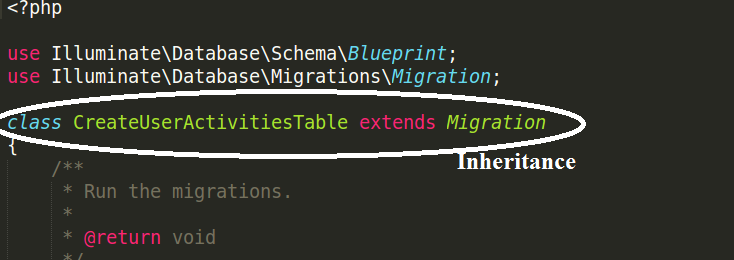 <?php
use Illuminate\Database\Schema\Blueprint;
use Illuminate\Database\Migrations\Migration;
class CreateUserActivitiesTable extends Migration
{
Inheritance
/**
* Run the migrations.
*
* @return void
*/